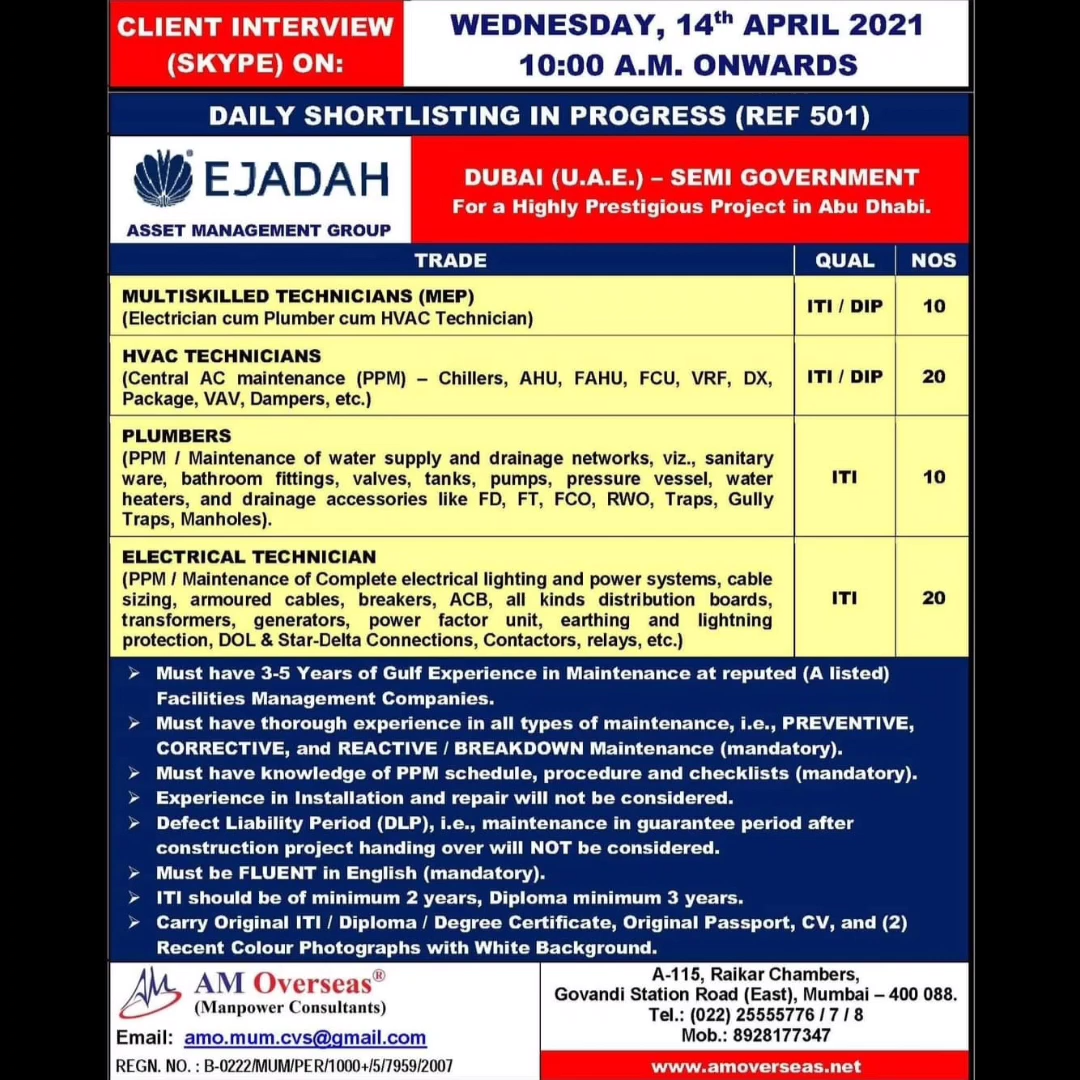 CLIENT INTERVIEW
(SKYPE) ON:
WEDNESDAY, 14th APRIL 2021
10:00 A.M. ONWARDS
DAILY SHORTLISTING IN PROGRESS (REF 501)
EJADAH
ASSET MANAGEMENT GROUP
DUBAI (U.A.E.) – SEMI GOVERNMENT
For a Highly Prestigious Project in Abu Dhabi.
TRADE QUAL NOS
MULTISKILLED TECHNICIANS (MEP)
(Electrician cum Plumber cum HVAC Technician)
ITI / DIP 10
HVAC TECHNICIANS
(Central AC maintenance (PPM) – Chillers, AHU, FAHU, FCU, VRF, DX,
Package, VAV, Dampers, etc.)
ITI / DIP 20
PLUMBERS
(PPM / Maintenance of water supply and drainage networks, viz., sanitary
ware, bathroom fittings, valves, tanks, pumps, pressure vessel, water
heaters, and drainage accessories like FD, FT, FCO, RWO, Traps, Gully
Traps, Manholes).
ITI 10
ELECTRICAL TECHNICIAN
(PPM / Maintenance of Complete electrical lighting and power systems, cable
sizing, armoured cables, breakers, ACB, all kinds distribution boards,
transformers, generators, power factor unit, earthing and lightning
protection, DOL & Star-Delta Connections, Contactors, relays, etc.)
ITI 20
➢ Must have 3-5 Years of Gulf Experience in Maintenance at reputed (A listed)
Facilities Management Companies.
➢ Must have thorough experience in all types of maintenance, i.e., PREVENTIVE,
CORRECTIVE, and REACTIVE / BREAKDOWN Maintenance (mandatory).
➢ Must have knowledge of PPM schedule, procedure and checklists (mandatory).
➢ Experience in Installation and repair will not be considered.
➢ Defect Liability Period (DLP), i.e., maintenance in guarantee period after
construction project handing over will NOT be considered.
➢ Must be FLUENT in English (mandatory).
➢ ITI should be of minimum 2 years, Diploma minimum 3 years.
➢ Carry Original ITI / Diploma / Degree Certificate, Original Passport, CV, and (2)
Recent Colour Photographs with White Background.
AM AM Overseas®
(Manpower Consultants)
Email: amo.mum.cvs@gmail.com
REGN. NO. : B-0222/MUM/PER/1000+/5/7959/2007
A-115, Raikar Chambers,
Govandi Station Road (East), Mumbai – 400 088.
Tel.: (022) 25555776 / 7 / 8
Mob.: 8928177347
www.amoverseas.net